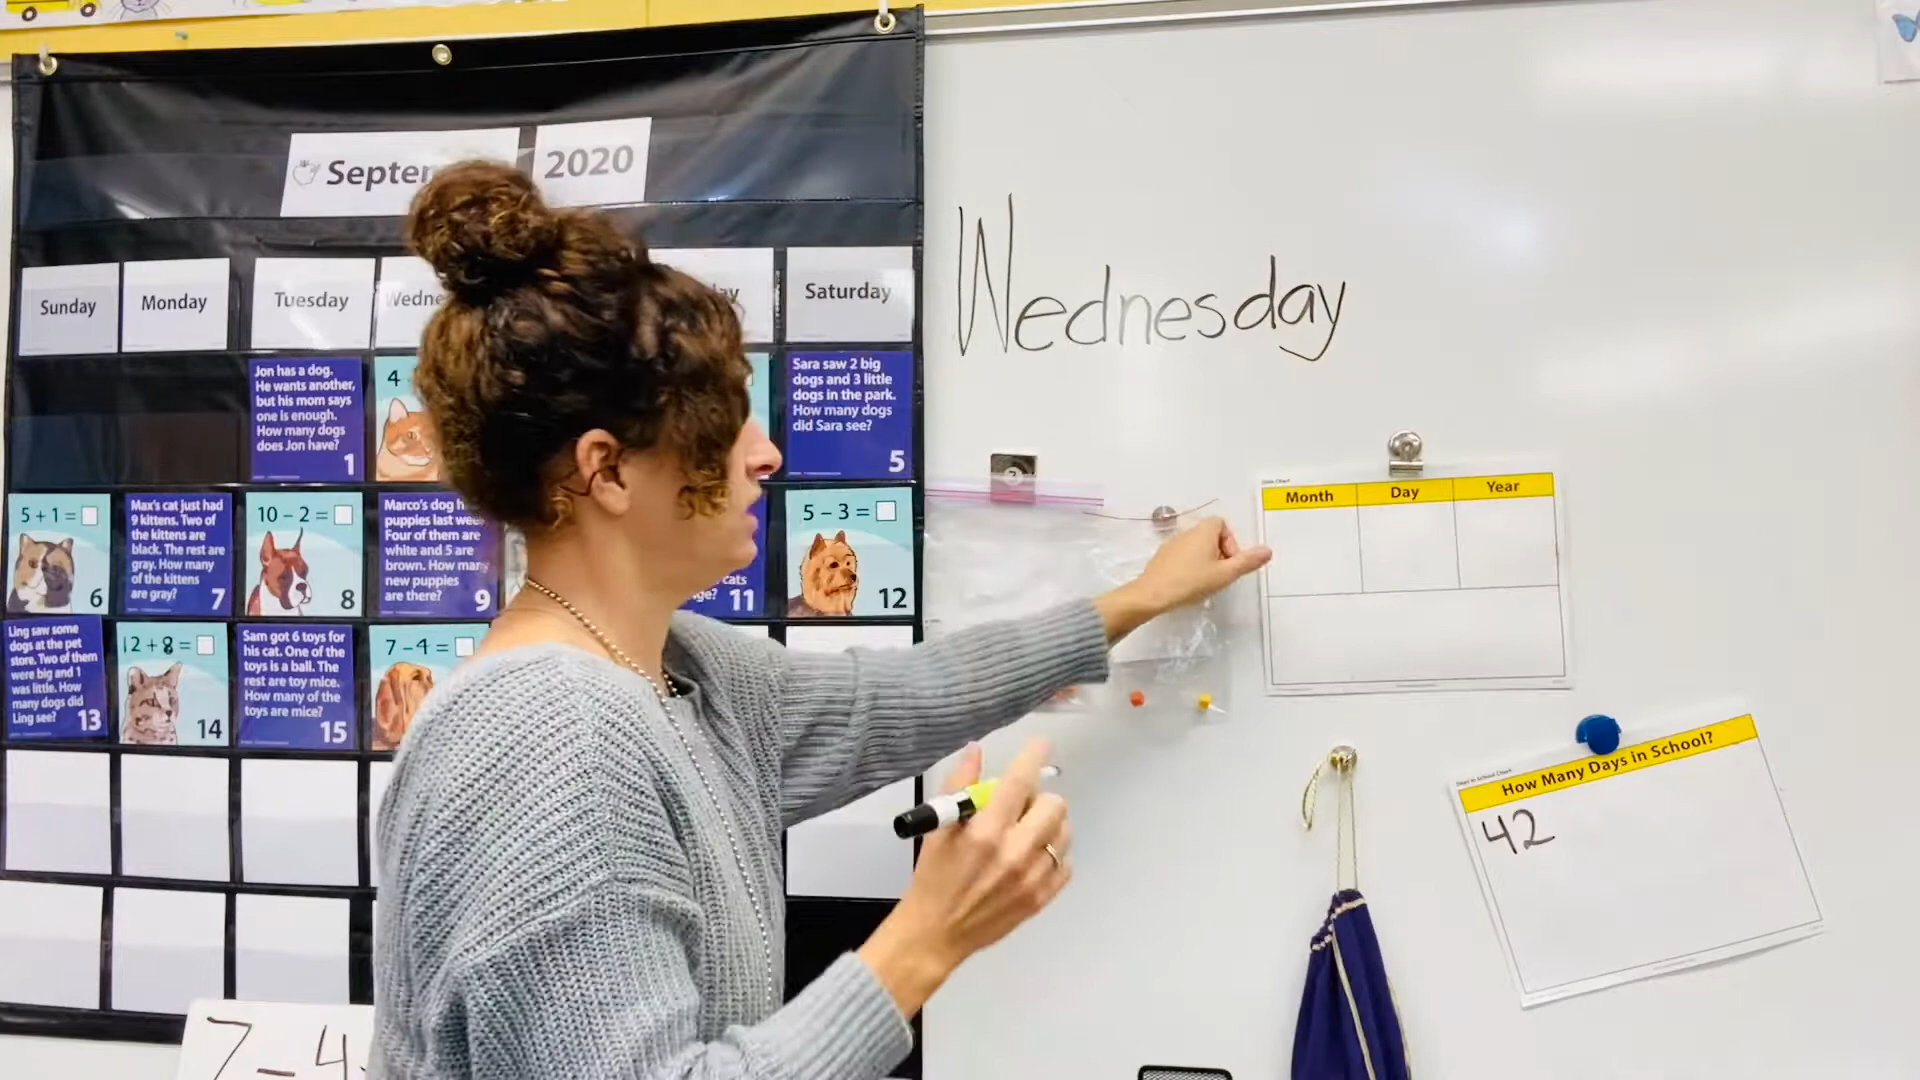 2020
Sunday Monday Tuesday Saturday
Wednesday
Jon has a dog.
He wants another,
but his mom says
one is enough.
How many dogs
does Jon have?
1
4
Sara saw 2 big
dogs and 3 little
dogs in the park.
How many dogs
did Sara see?
5
5 + 1 =
6
Max's cat just had
9 kittens. Two of
the kittens are
black. The rest are
gray. How many
of the kittens
are gray?
7
10 - 2 =
8
Marco's dog
puppies last
Four of them are
white and 5 are
brown. How many
new puppies
are there?
9
cats
11
5 - 3 =
12
Ling saw some
dogs at the pet
store. Two of them
were big and 1
was little. How
many dogs did
Ling see?
13
12 + 8 =
14
Sam got 6 toys for
his cat. One of the
toys is a ball. The
rest are toy mice.
How many of the
toys are mice?
15
7 - 4 =
7 - 4
Month Day Year
How Many Days in School?
42